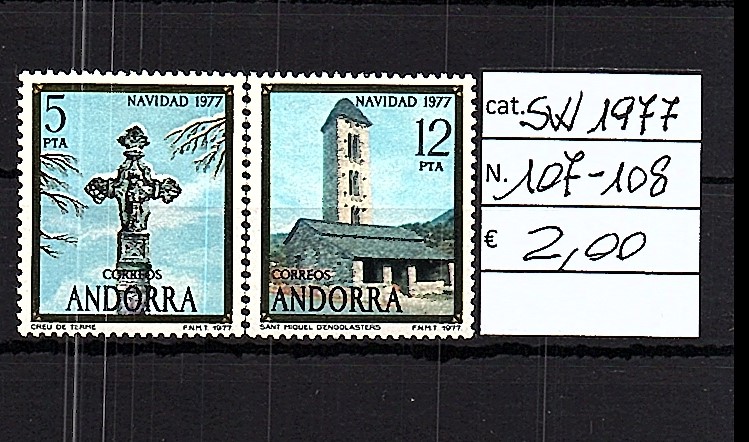 NAVIDAD 1977
5
PTA
CORREOS
ANDORRA
CREU DE TERME F.N.M.T. 1977
NAVIDAD 1977
12
PTA
CORREOS
ANDORRA
SANT MIQUEL D'ENGOLASTERS F.N.M.T. 1977
cat. SW 1977
N. 107-108
€ 2,00